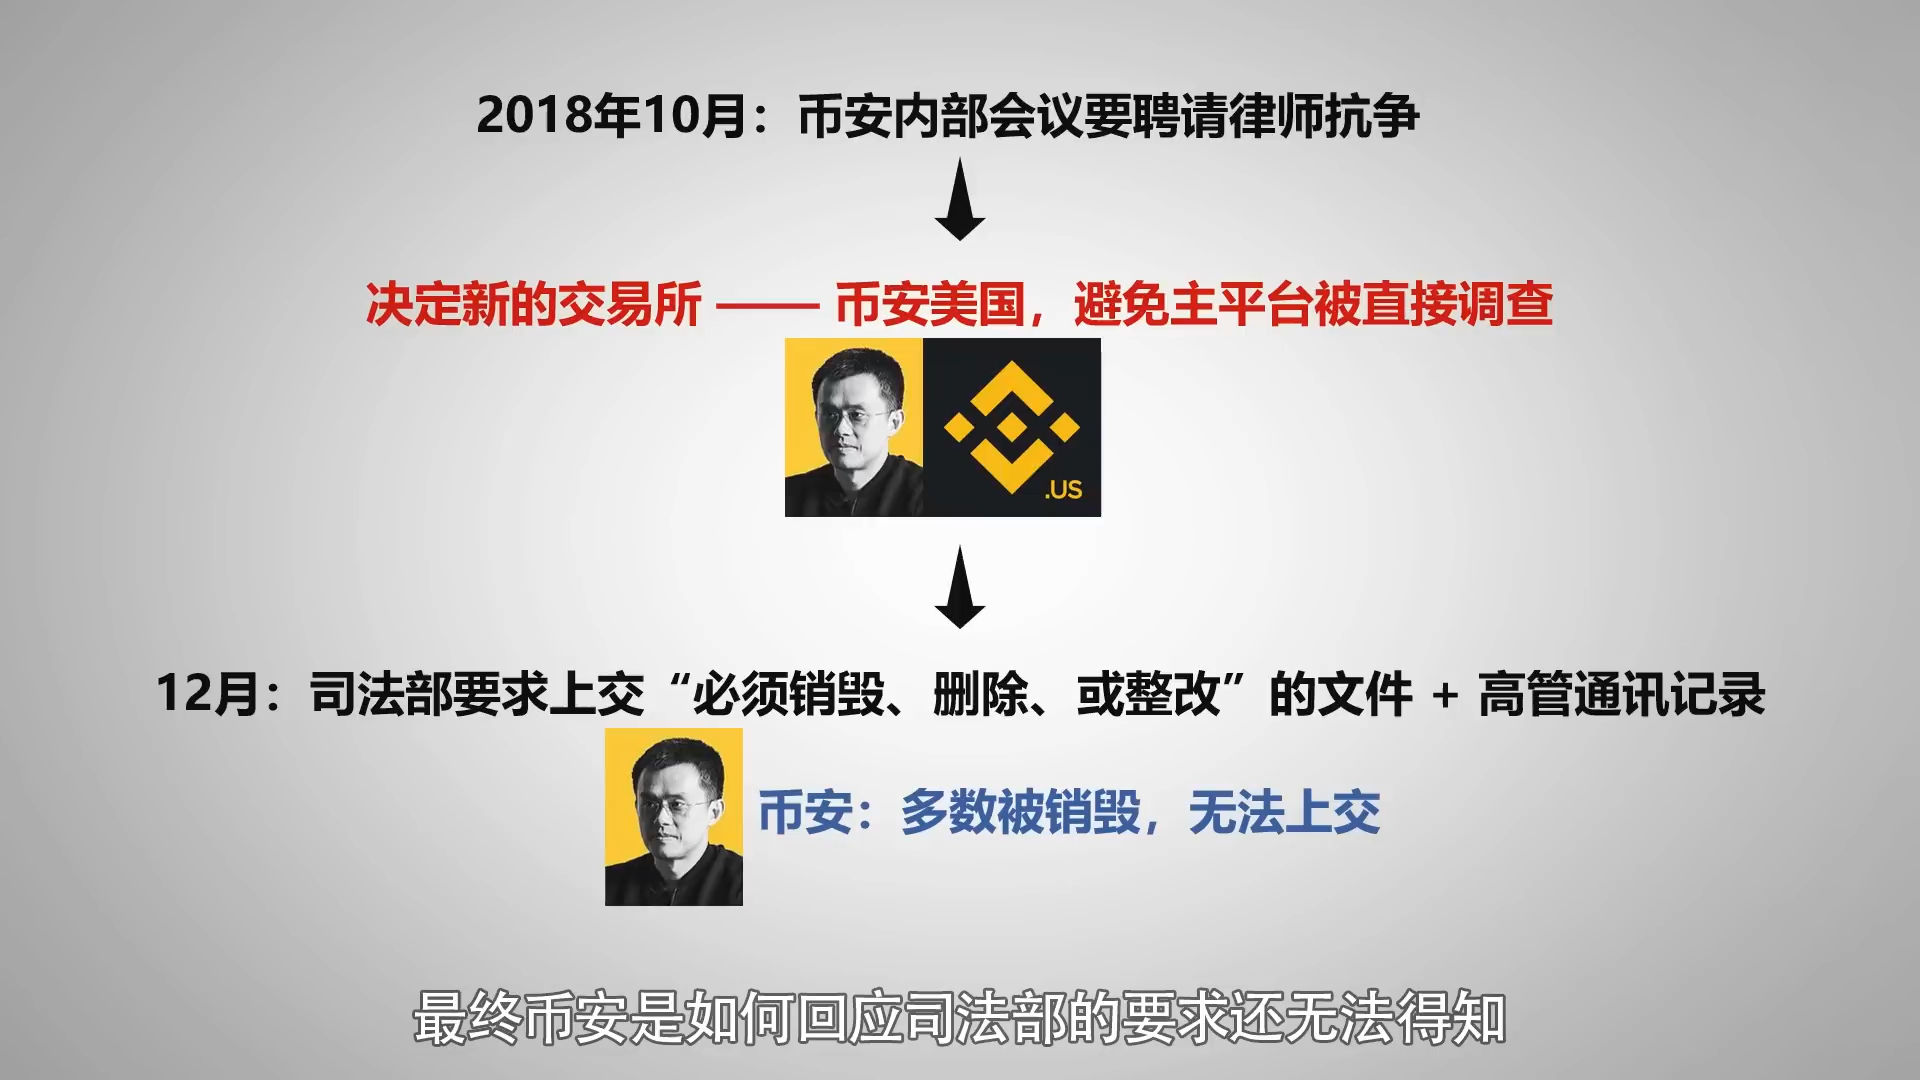 2018年10月：币安内部会议要聘请律师抗争
决定新的交易所 —— 币安美国，避免主平台被直接调查
.US
12月：司法部要求上交“必须销毁、删除、或整改”的文件 + 高管通讯记录
币安：多数被销毁，无法上交
最终币安是如何回应司法部的要求还无法得知